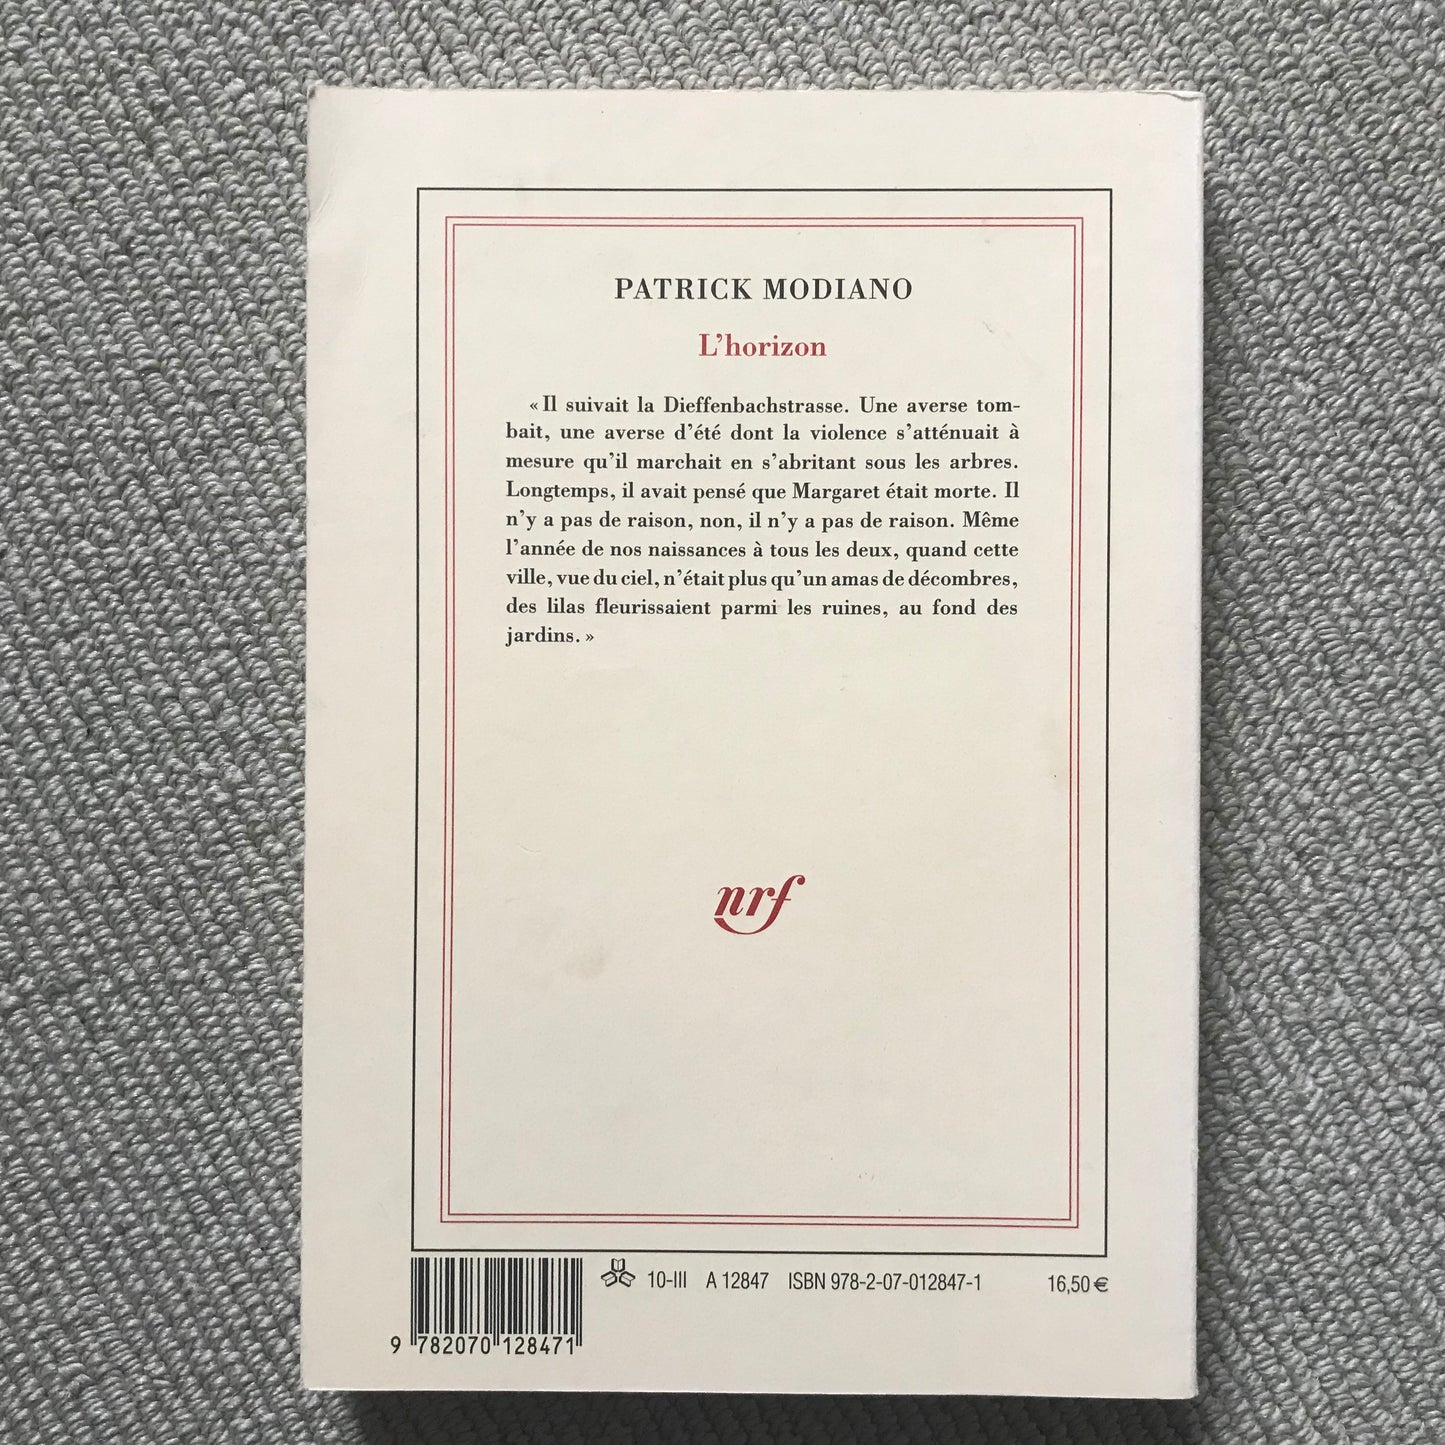 PATRICK MODIANO
L'horizon
« Il suivait la Dieffenbachstrasse. Une averse tom-
bait, une averse d'été dont la violence s'atténuait à
mesure qu'il marchait en s'abritant sous les arbres.
Longtemps, il avait pensé que Margaret était morte. Il
n'y a pas de raison, non, il n'y a pas de raison. Même
l'année de nos naissances à tous les deux, quand cette
ville, vue du ciel, n'était plus qu'un amas de décombres,
des lilas fleurissaient parmi les ruines, au fond des
jardins. »
nrf
10-III A 12847 ISBN 978-2-07-012847-1 16,50 €
9 782070 128471